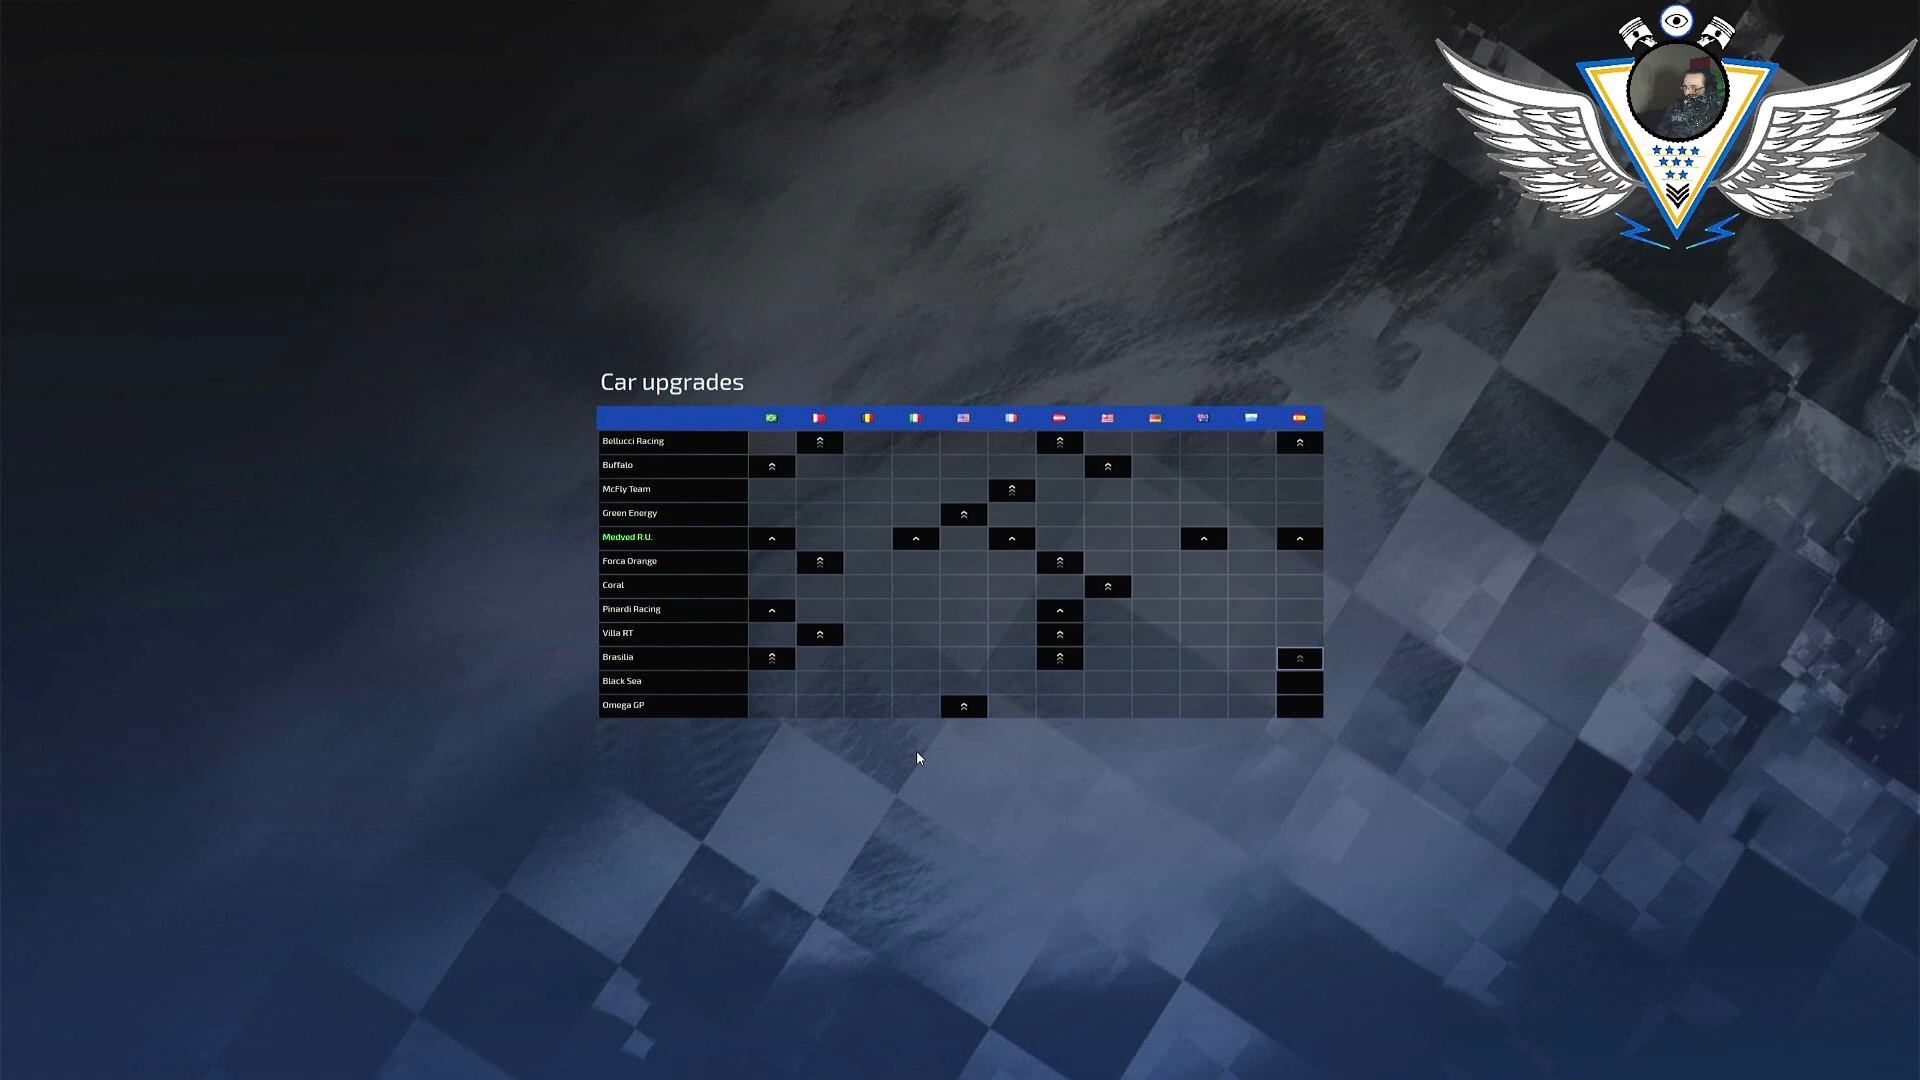 Car upgrades
Bellucci Racing
Buffalo
McFly Team
Green Energy
Medved R.U.
Forca Orange
Coral
Pinardi Racing
Villa RT
Brasilia
Black Sea
Omega GP